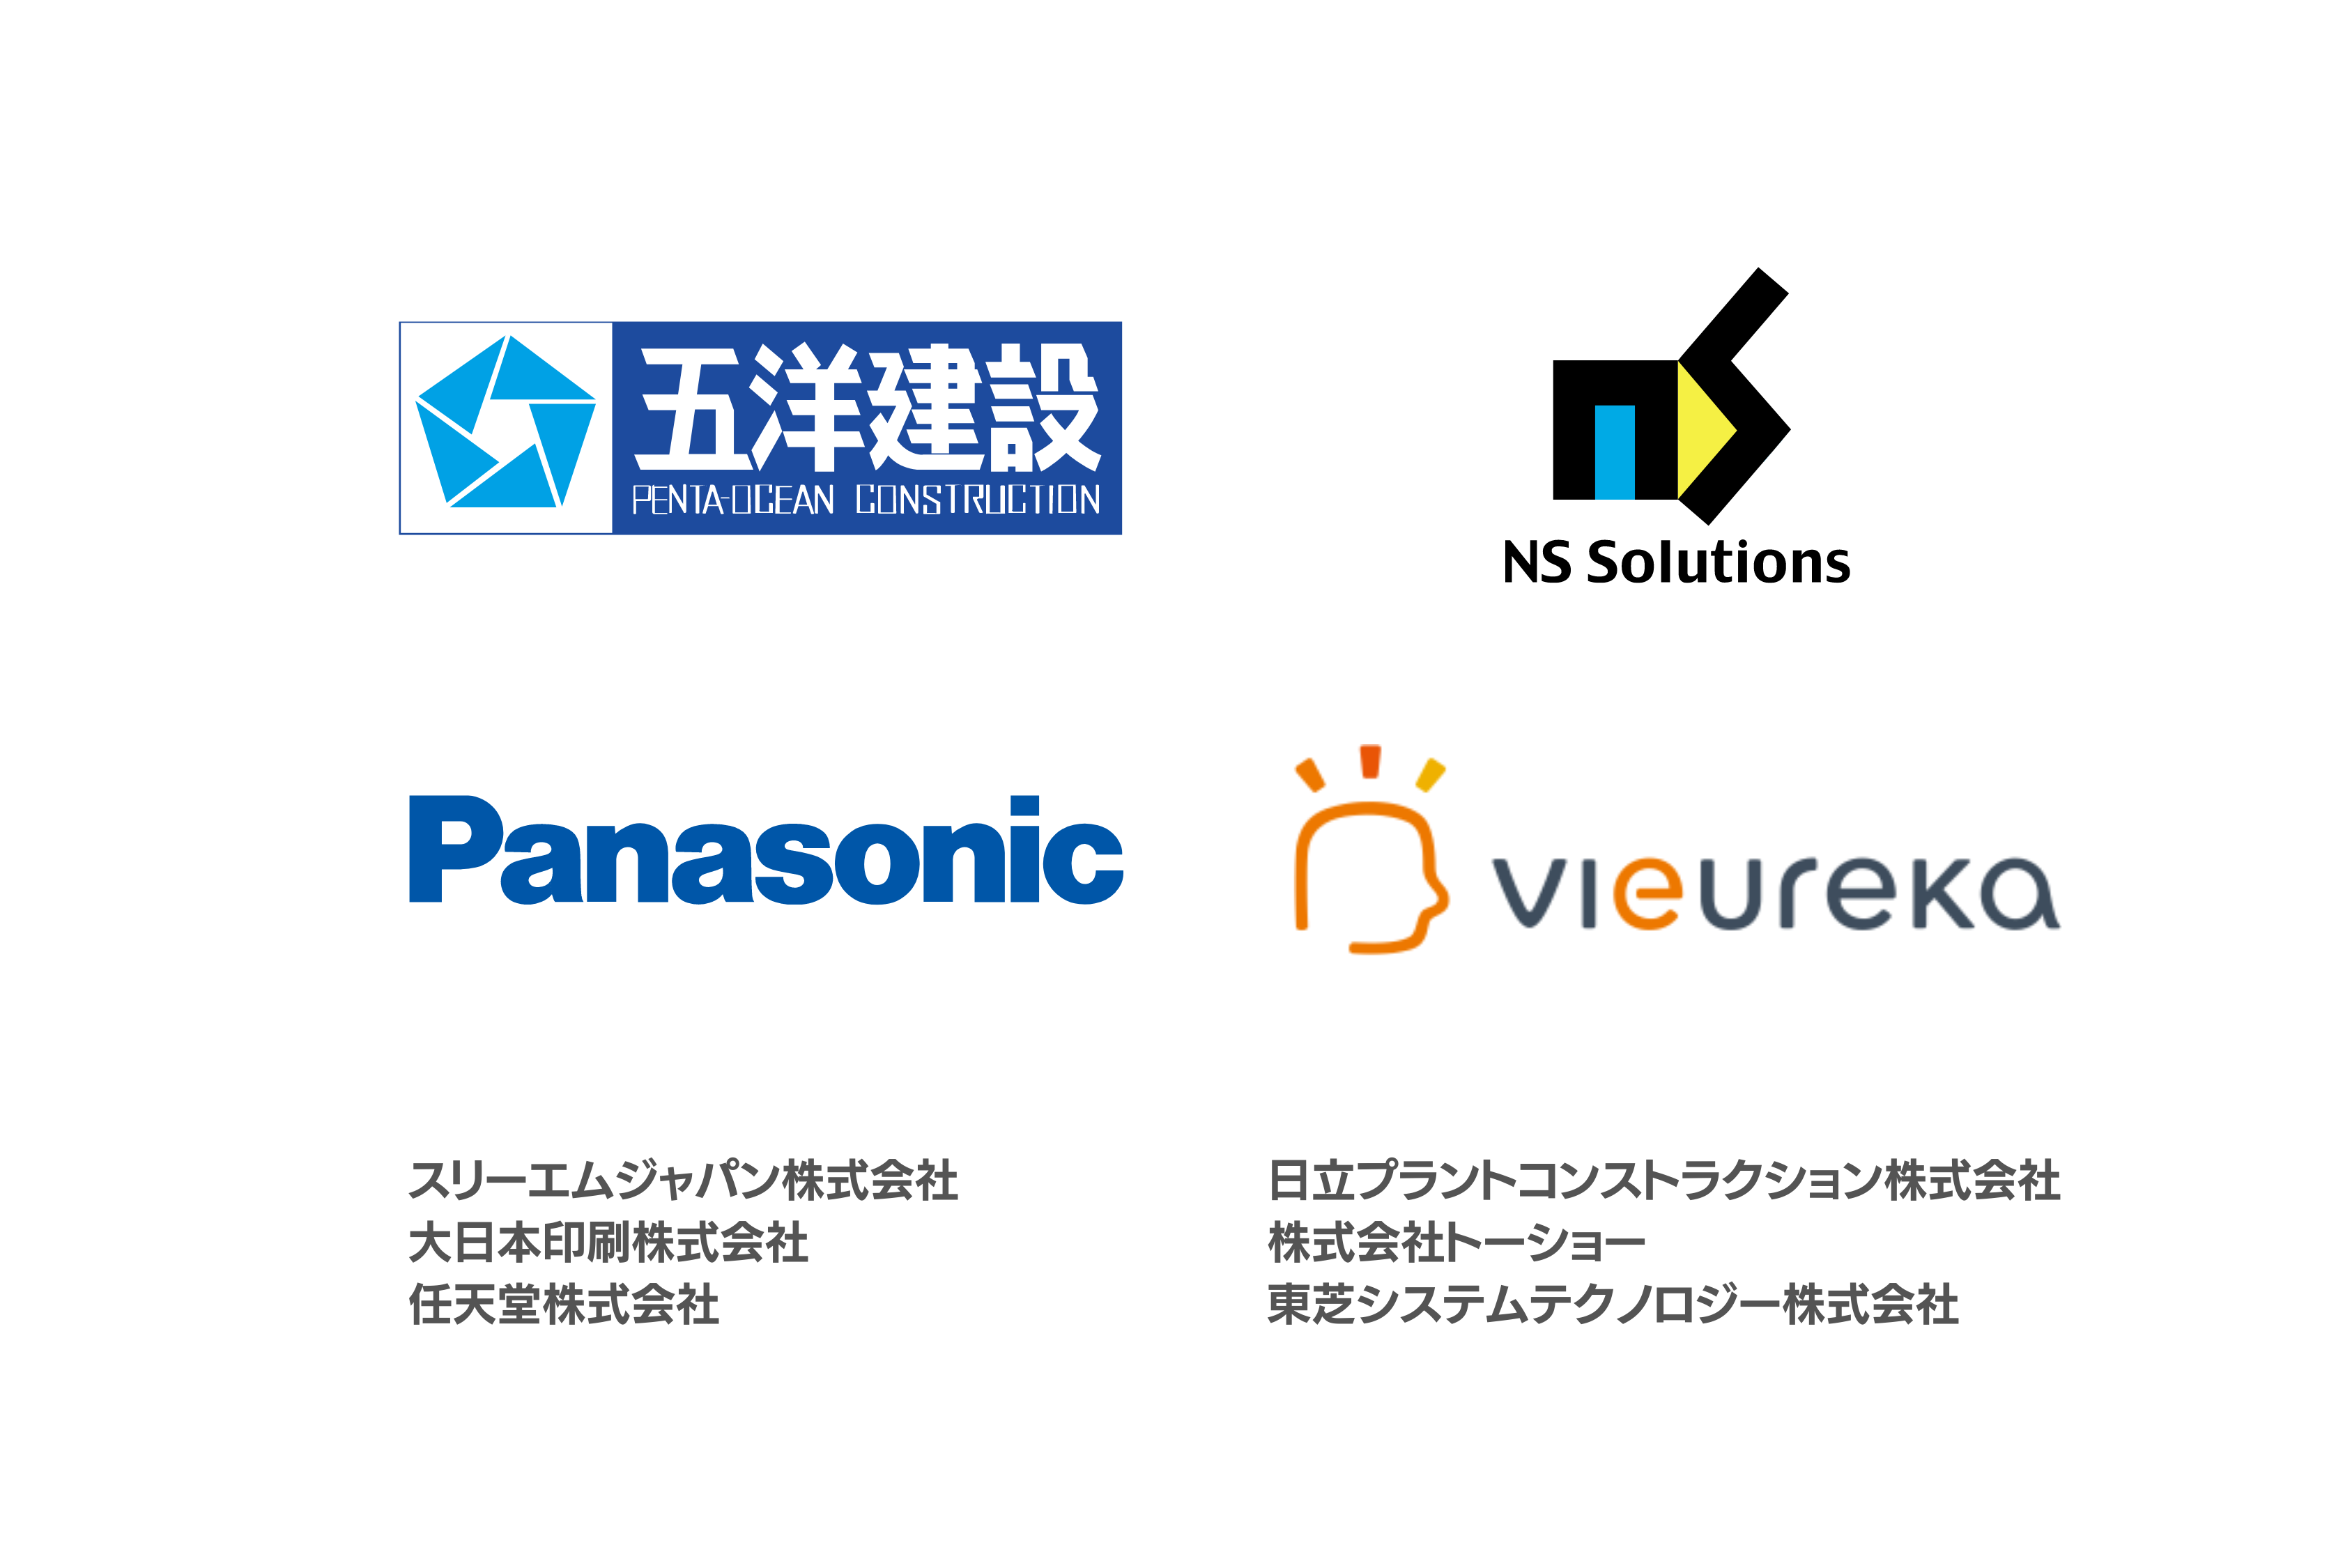 五洋建設
PENTA-OCEAN CONSTRUCTION
NS Solutions
Panasonic
VIEUREKA
スリーエムジャパン株式会社
大日本印刷株式会社
任天堂株式会社
日立プラントコンストラクション株式会社
株式会社トーショー
東芝システムテクノロジー株式会社